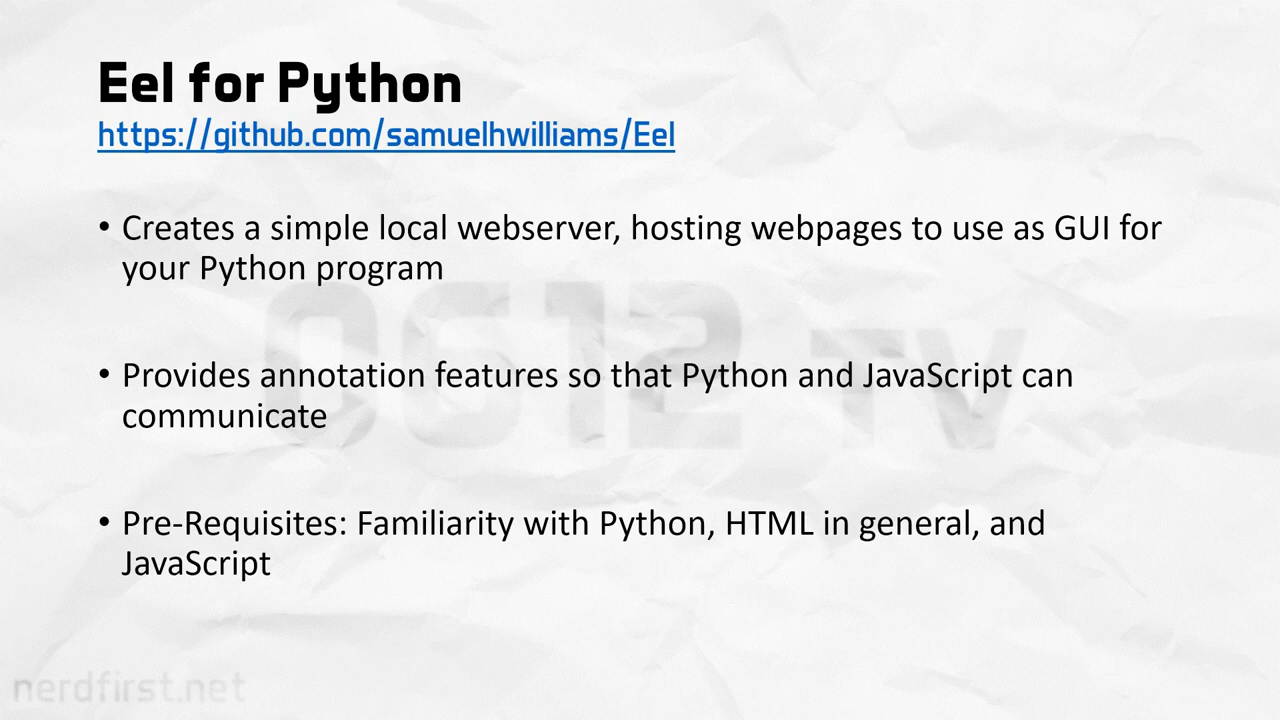 Eel for Python
https://github.com/samuelhwilliams/Eel
• Creates a simple local webserver, hosting webpages to use as GUI for
your Python program
0612 TV
• Provides annotation features so that Python and JavaScript can
communicate
• Pre-Requisites: Familiarity with Python, HTML in general, and
JavaScript
nerdfirst.net